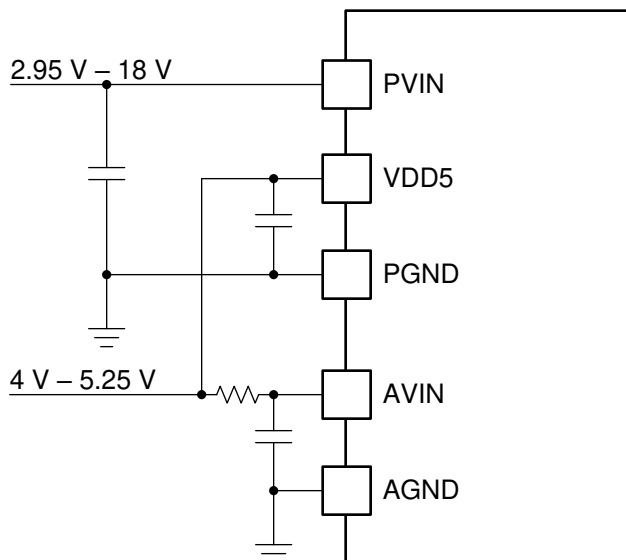 2.95 V – 18 V
PVIN
VDD5
PGND
4 V – 5.25 V
AVIN
AGND